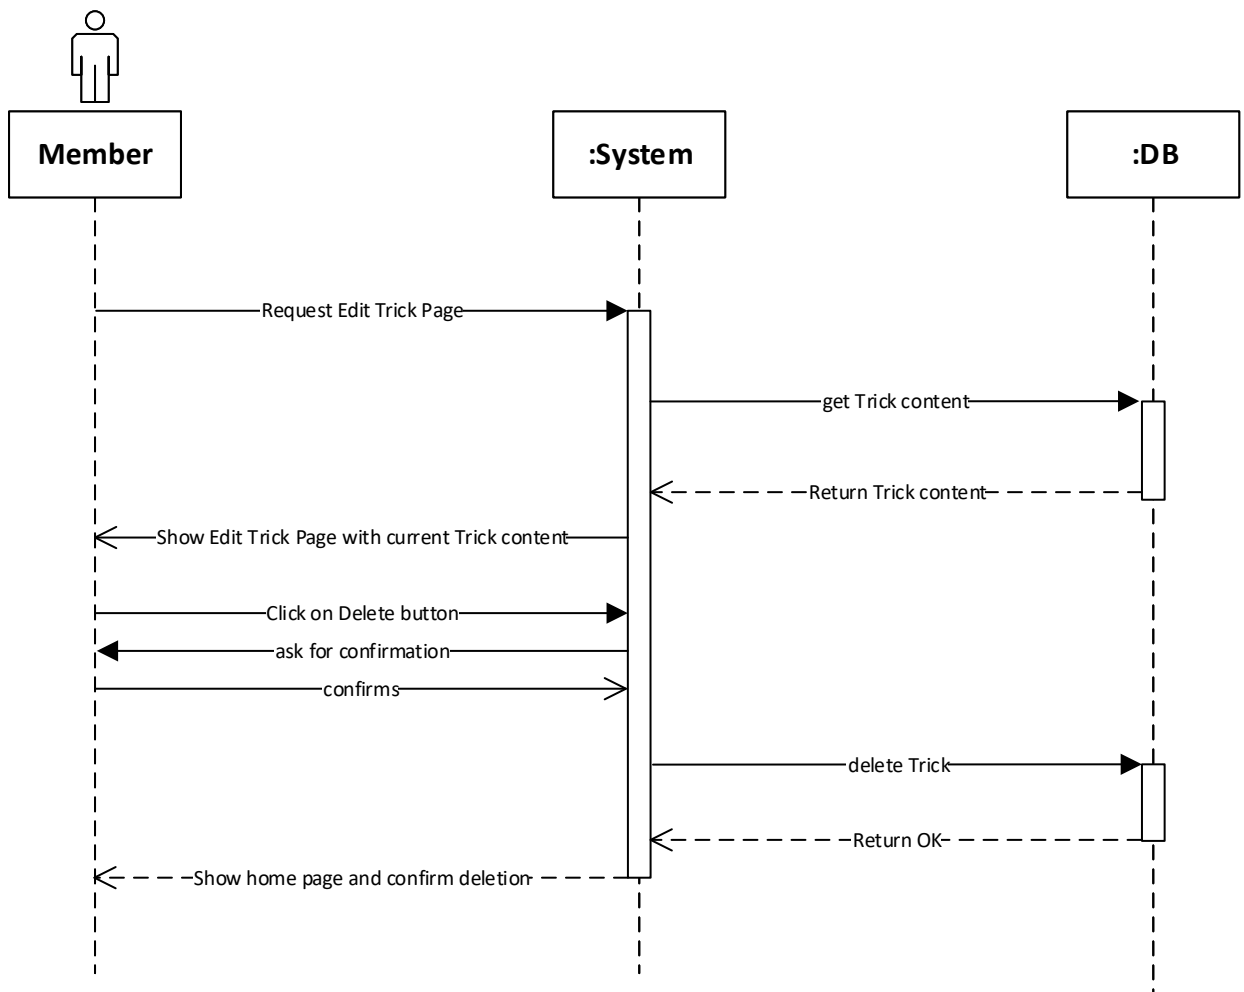 Member
:System
:DB
Request Edit Trick Page
get Trick content
Return Trick content
Show Edit Trick Page with current Trick content
Click on Delete button
ask for confirmation
confirms
delete Trick
Return OK
Show home page and confirm deletion